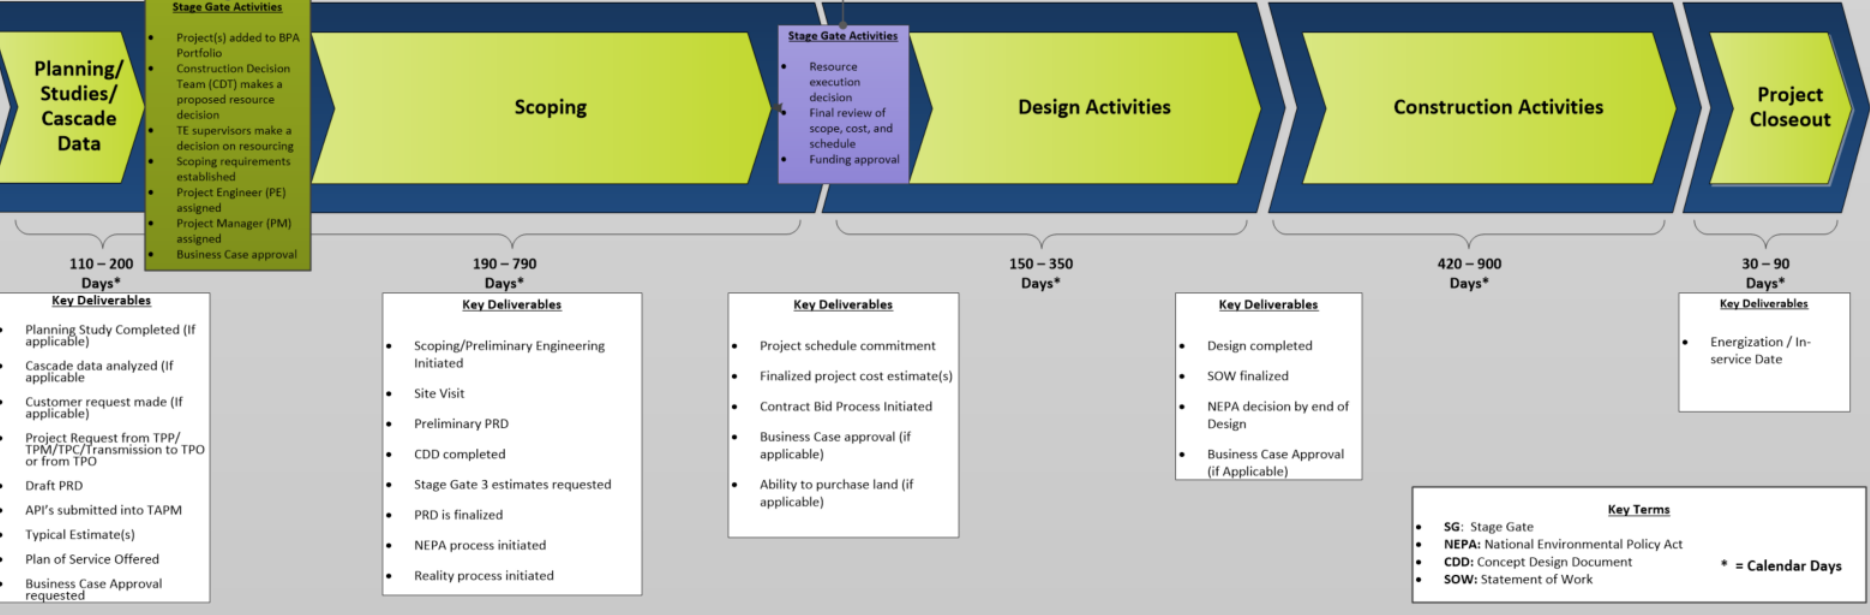 Stage Gate Activities
Project(s) added to BPA
Portfolio
Construction Decision
Team (CDT) makes a
proposed resource
decision
TE supervisors make a
decision on resourcing
Scoping requirements
established
Project Engineer (PE)
assigned
Project Manager (PM)
assigned
Business Case approval
Stage Gate Activities
Resource
execution
decision
Final review of
scope, cost, and
schedule
Funding approval
Planning/
Studies/
Cascade
Data
Scoping
Design Activities
Construction Activities
Project
Closeout
110 – 200
Days*
190 – 790
Days*
150 – 350
Days*
420 – 900
Days*
30 – 90
Days*
Key Deliverables
Planning Study Completed (If
applicable)
Cascade data analyzed (If
applicable
Customer request made (If
applicable)
Project Request from TPP/
TPM/TPC/Transmission to TPO
or from TPO
Draft PRD
API's submitted into TAPM
Typical Estimate(s)
Plan of Service Offered
Business Case Approval
requested
Key Deliverables
Scoping/Preliminary Engineering
Initiated
Site Visit
Preliminary PRD
CDD completed
Stage Gate 3 estimates requested
PRD is finalized
NEPA process initiated
Reality process initiated
Key Deliverables
Project schedule commitment
Finalized project cost estimate(s)
Contract Bid Process Initiated
Business Case approval (if
applicable)
Ability to purchase land (if
applicable)
Key Deliverables
Design completed
SOW finalized
NEPA decision by end of
Design
Business Case Approval
(if Applicable)
Key Deliverables
Energization / In-
service Date
Key Terms
SG: Stage Gate
NEPA: National Environmental Policy Act
CDD: Concept Design Document
SOW: Statement of Work
* = Calendar Days